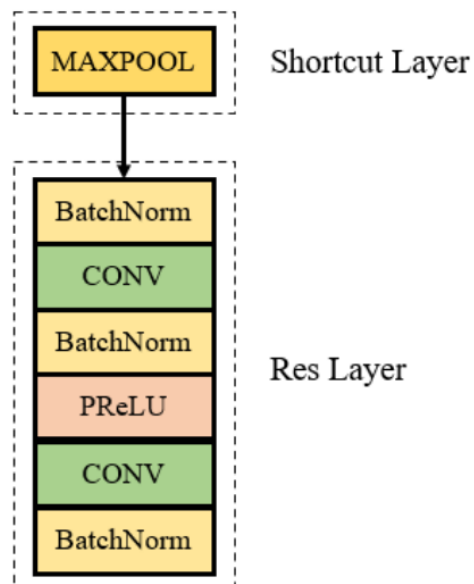 MAXPOOL
Shortcut Layer
BatchNorm
CONV
BatchNorm
PReLU
CONV
BatchNorm
Res Layer